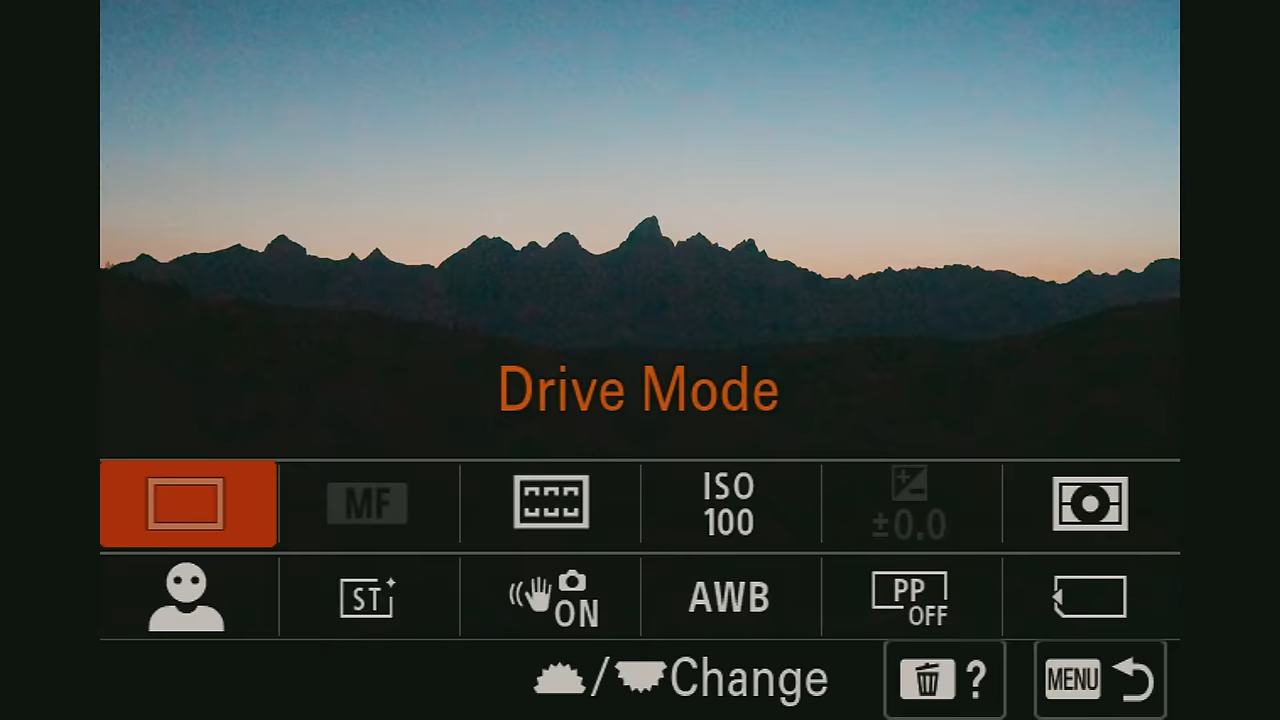 Drive Mode
MF
ISO
100
±0.0
ST
ON
AWB
PP
OFF
/ Change
?
MENU